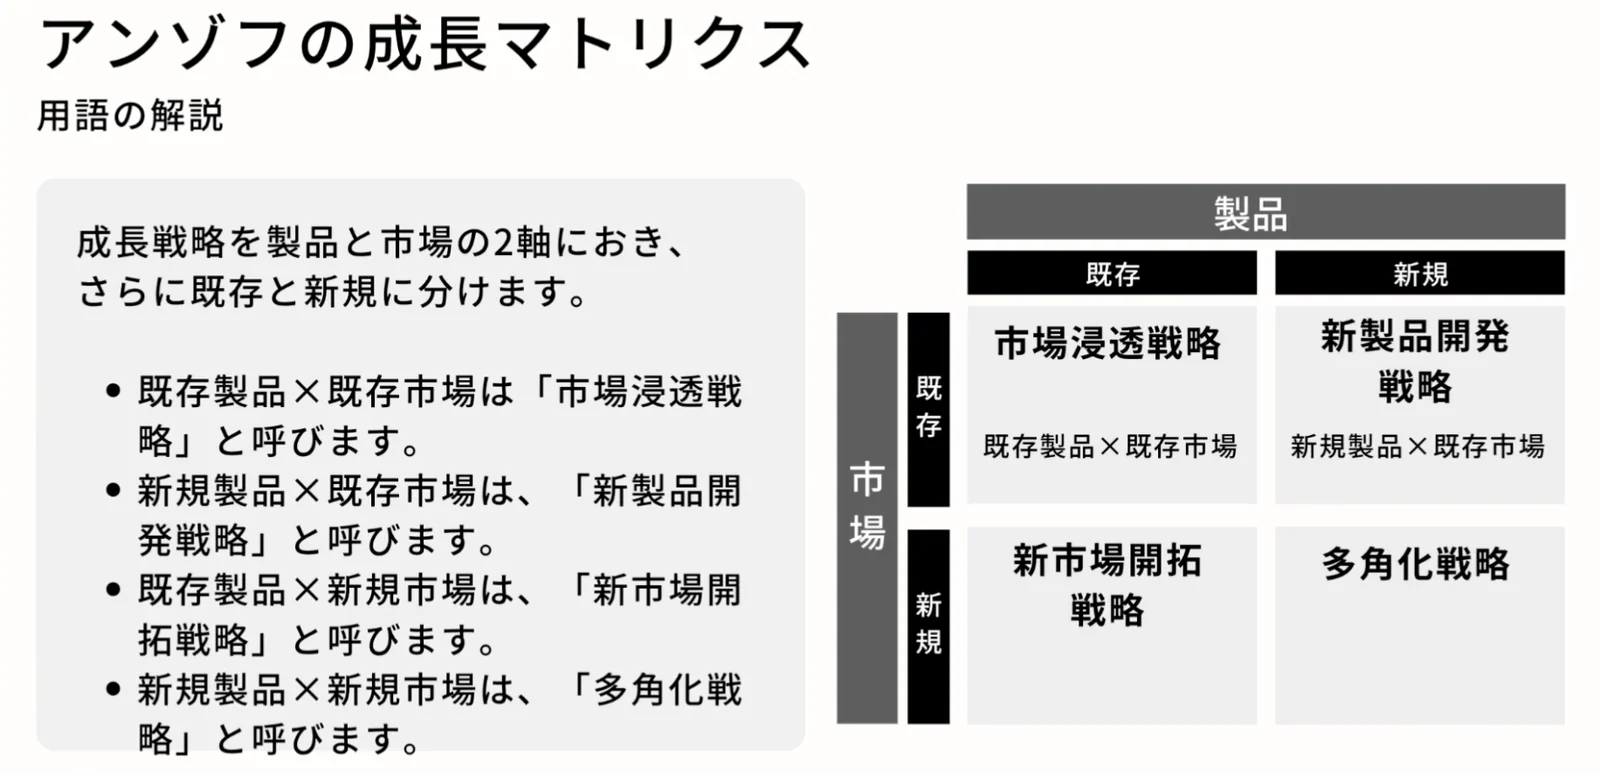 アンゾフの成長マトリクス
用語の解説
成長戦略を製品と市場の2軸におき、
さらに既存と新規に分けます。
• 既存製品×既存市場は「市場浸透戦
略」と呼びます。
• 新規製品×既存市場は、「新製品開
発戦略」と呼びます。
• 既存製品×新規市場は、「新市場開
拓戦略」と呼びます。
• 新規製品×新規市場は、「多角化戦
略」と呼びます。
製品
既存
新規
市場
既存
市場浸透戦略
既存製品×既存市場
新製品開発
戦略
新規製品×既存市場
新規
新市場開拓
戦略
多角化戦略